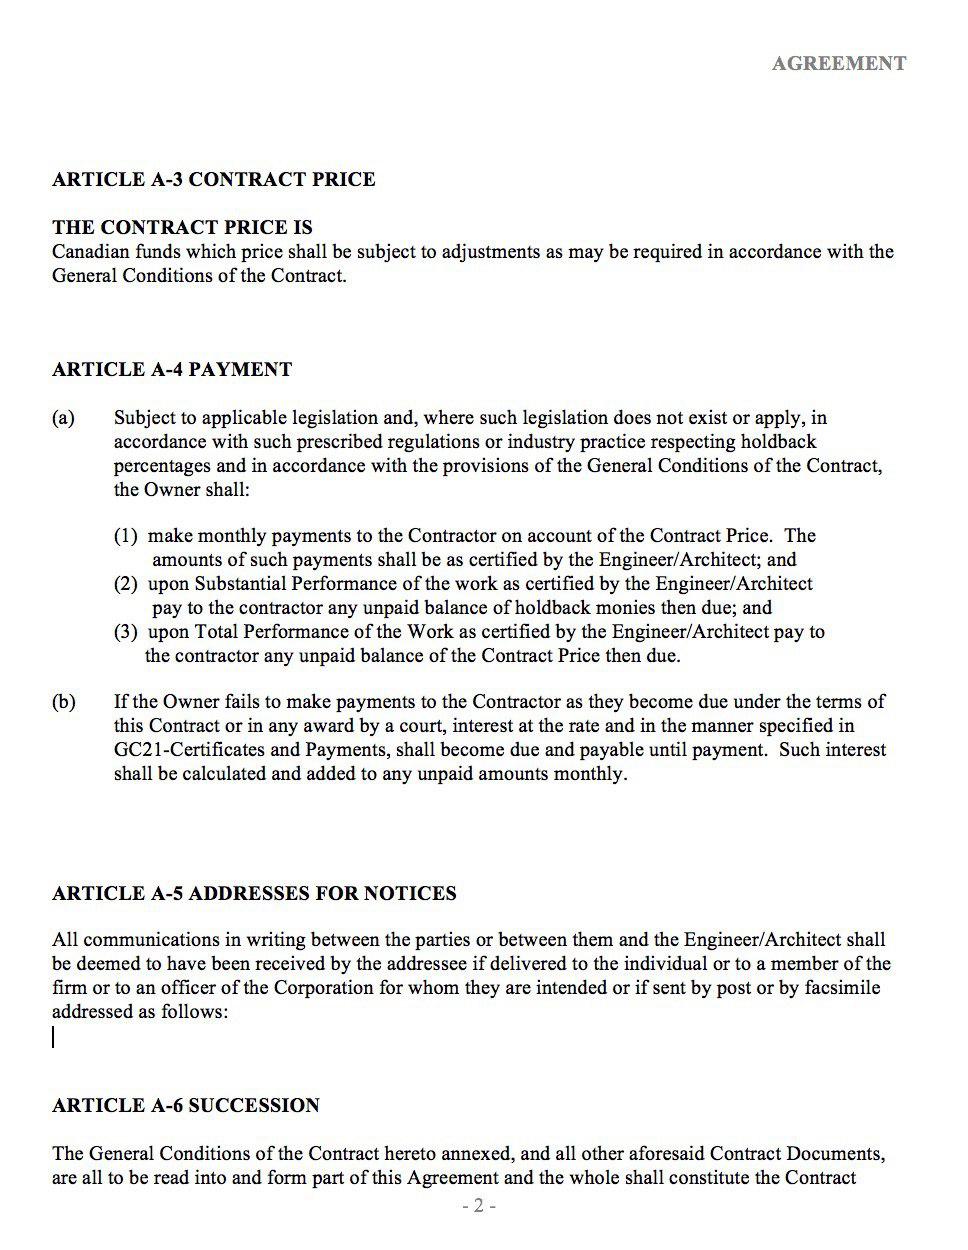 AGREEMENT
ARTICLE A-3 CONTRACT PRICE
THE CONTRACT PRICE IS
Canadian funds which price shall be subject to adjustments as may be required in accordance with the
General Conditions of the Contract.
ARTICLE A-4 PAYMENT
(a) Subject to applicable legislation and, where such legislation does not exist or apply, in
accordance with such prescribed regulations or industry practice respecting holdback
percentages and in accordance with the provisions of the General Conditions of the Contract,
the Owner shall:
(1) make monthly payments to the Contractor on account of the Contract Price. The
amounts of such payments shall be as certified by the Engineer/Architect; and
(2) upon Substantial Performance of the work as certified by the Engineer/Architect
pay to the contractor any unpaid balance of holdback monies then due; and
(3) upon Total Performance of the Work as certified by the Engineer/Architect pay to
the contractor any unpaid balance of the Contract Price then due.
(b) If the Owner fails to make payments to the Contractor as they become due under the terms of
this Contract or in any award by a court, interest at the rate and in the manner specified in
GC21-Certificates and Payments, shall become due and payable until payment. Such interest
shall be calculated and added to any unpaid amounts monthly.
ARTICLE A-5 ADDRESSES FOR NOTICES
All communications in writing between the parties or between them and the Engineer/Architect shall
be deemed to have been received by the addressee if delivered to the individual or to a member of the
firm or to an officer of the Corporation for whom they are intended or if sent by post or by facsimile
addressed as follows:
ARTICLE A-6 SUCCESSION
The General Conditions of the Contract hereto annexed, and all other aforesaid Contract Documents,
are all to be read into and form part of this Agreement and the whole shall constitute the Contract
- 2 -